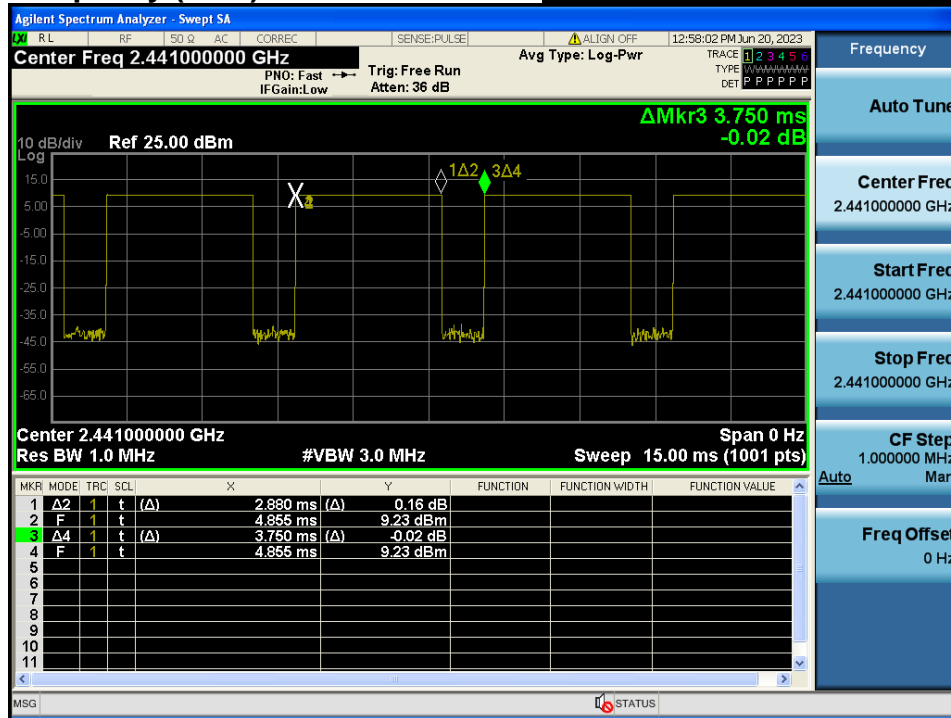 Agilent Spectrum Analyzer - Swept SA
LXI RL RF 50 Ω AC CORREC SENSE:PULSE ALIGN OFF 12:58:02 PM Jun 20, 2023
Center Freq 2.441000000 GHz
PNO: Fast
IFGain:Low
Trig: Free Run
Atten: 36 dB
Avg Type: Log-Pwr
TRACE 1 2 3 4 5 6
TYPE
DET P P P P P P
ΔMkr3 3.750 ms
-0.02 dB
10 dB/div Ref 25.00 dBm
Log
15.0
5.00
-5.00
-15.0
-25.0
-35.0
-45.0
-55.0
-65.0
1Δ2 3Δ4
Center 2.441000000 GHz Span 0 Hz
Res BW 1.0 MHz #VBW 3.0 MHz Sweep 15.00 ms (1001 pts)
MKR MODE TRC SCL X Y FUNCTION FUNCTION WIDTH FUNCTION VALUE
1 Δ2 1 t (Δ) 2.880 ms (Δ) 0.16 dB
2 F 1 t 4.855 ms 9.23 dBm
3 Δ4 1 t (Δ) 3.750 ms (Δ) -0.02 dB
4 F 1 t 4.855 ms 9.23 dBm
5
6
7
8
9
10
11
MSG STATUS
Frequency
Auto Tune
Center Freq
2.441000000 GHz
Start Freq
2.441000000 GHz
Stop Freq
2.441000000 GHz
CF Step
1.000000 MHz
Auto Man
Freq Offset
0 Hz